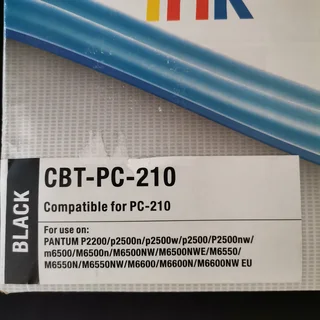 ink
BLACK
CBT-PC-210
Compatible for PC-210
For use on:
PANTUM P2200/p2500n/p2500w/p2500/P2500nw/
m6500/M6500n/M6500NW/M6500NWE/M6550/
M6550N/M6550NW/M6600/M6600N/M6600NW EU